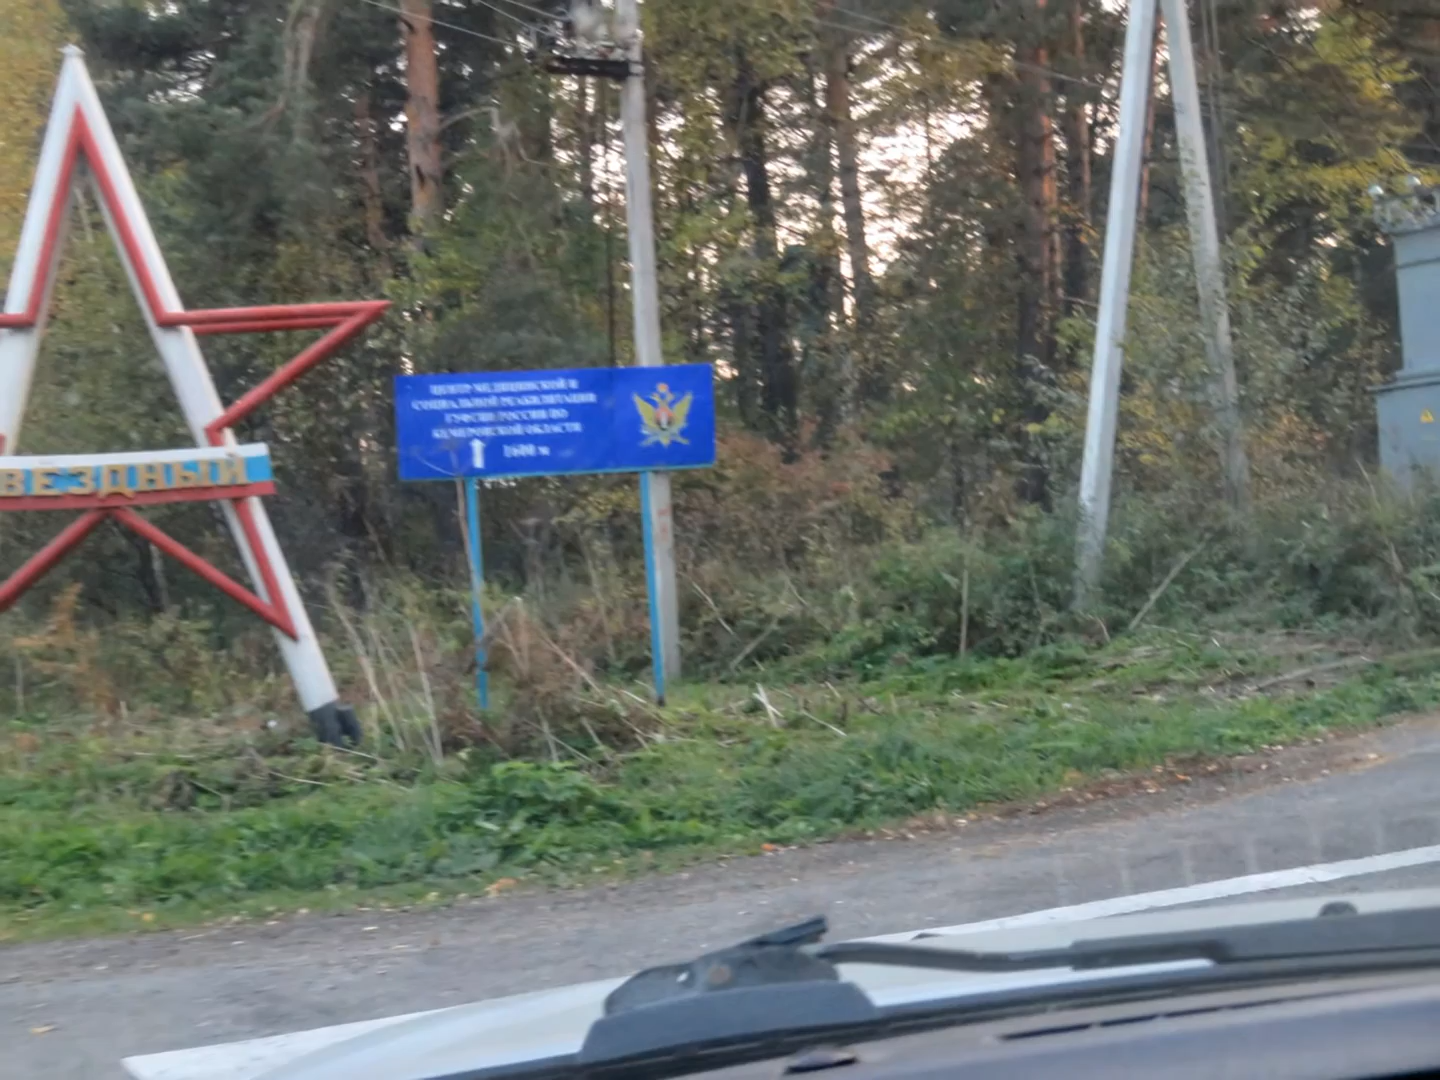 ВЕЗДНЫЙ
ЦЕНТР МЕДИЦИНСКОЙ И
СОЦИАЛЬНОЙ РЕАБИЛИТАЦИИ
ГУФСИН РОССИИ ПО
КЕМЕРОВСКОЙ ОБЛАСТИ
1600 м